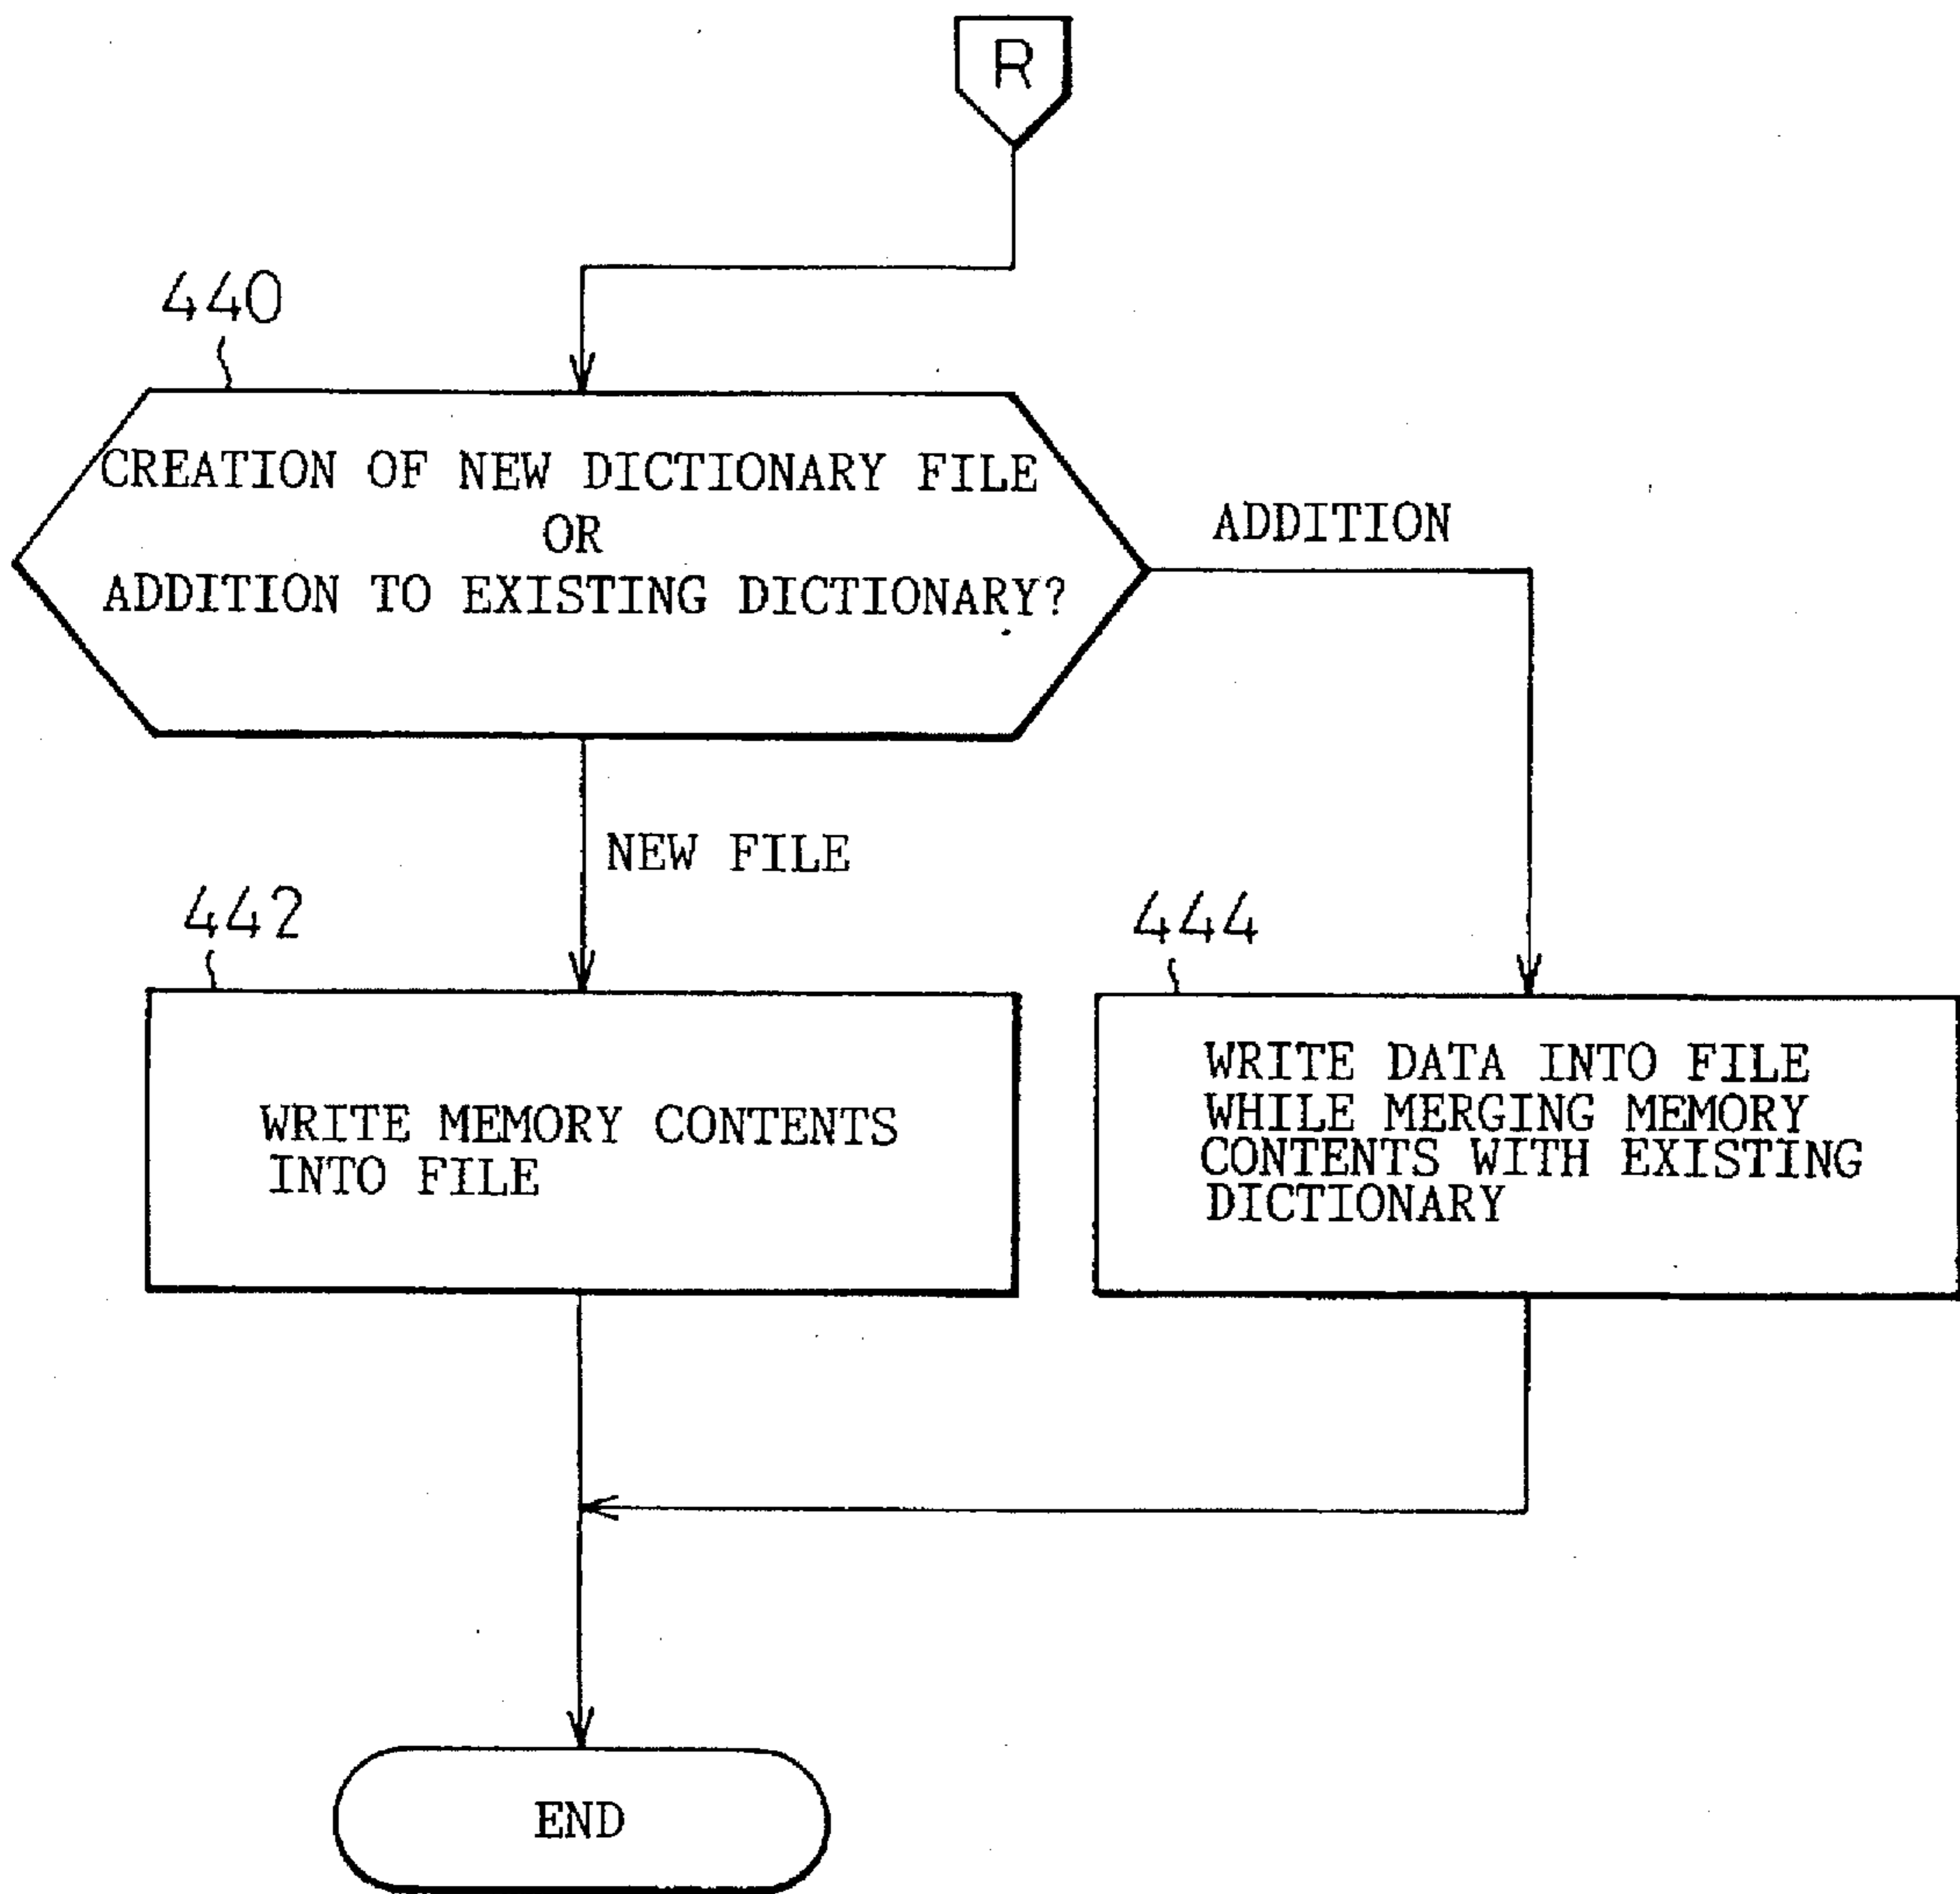 R
440
CREATION OF NEW DICTIONARY FILE
OR
ADDITION TO EXISTING DICTIONARY?
ADDITION
NEW FILE
442
WRITE MEMORY CONTENTS
INTO FILE
444
WRITE DATA INTO FILE
WHILE MERGING MEMORY
CONTENTS WITH EXISTING
DICTIONARY
END